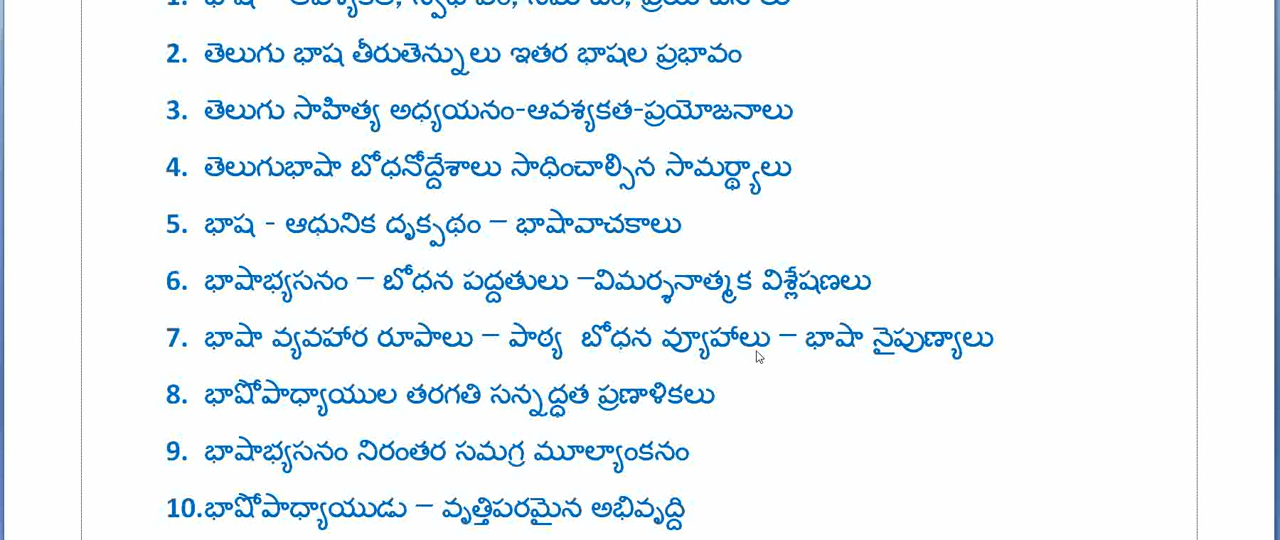 1. భాష -
2. తెలుగు భాష తీరుతెన్నులు ఇతర భాషల ప్రభావం
3. తెలుగు సాహిత్య అధ్యయనం-ఆవశ్యకత-ప్రయోజనాలు
4. తెలుగుభాషా బోధనోద్దేశాలు సాధించాల్సిన సామర్థ్యాలు
5. భాష - ఆధునిక దృక్పథం – భాషావాచకాలు
6. భాషాభ్యసనం – బోధన పద్దతులు –విమర్శనాత్మక విశ్లేషణలు
7. భాషా వ్యవహార రూపాలు – పాఠ్య బోధన వ్యూహాలు – భాషా నైపుణ్యాలు
8. భాషోపాధ్యాయుల తరగతి సన్నద్ధత ప్రణాళికలు
9. భాషాభ్యసనం నిరంతర సమగ్ర మూల్యాంకనం
10.భాషోపాధ్యాయుడు – వృత్తిపరమైన అభివృద్ది